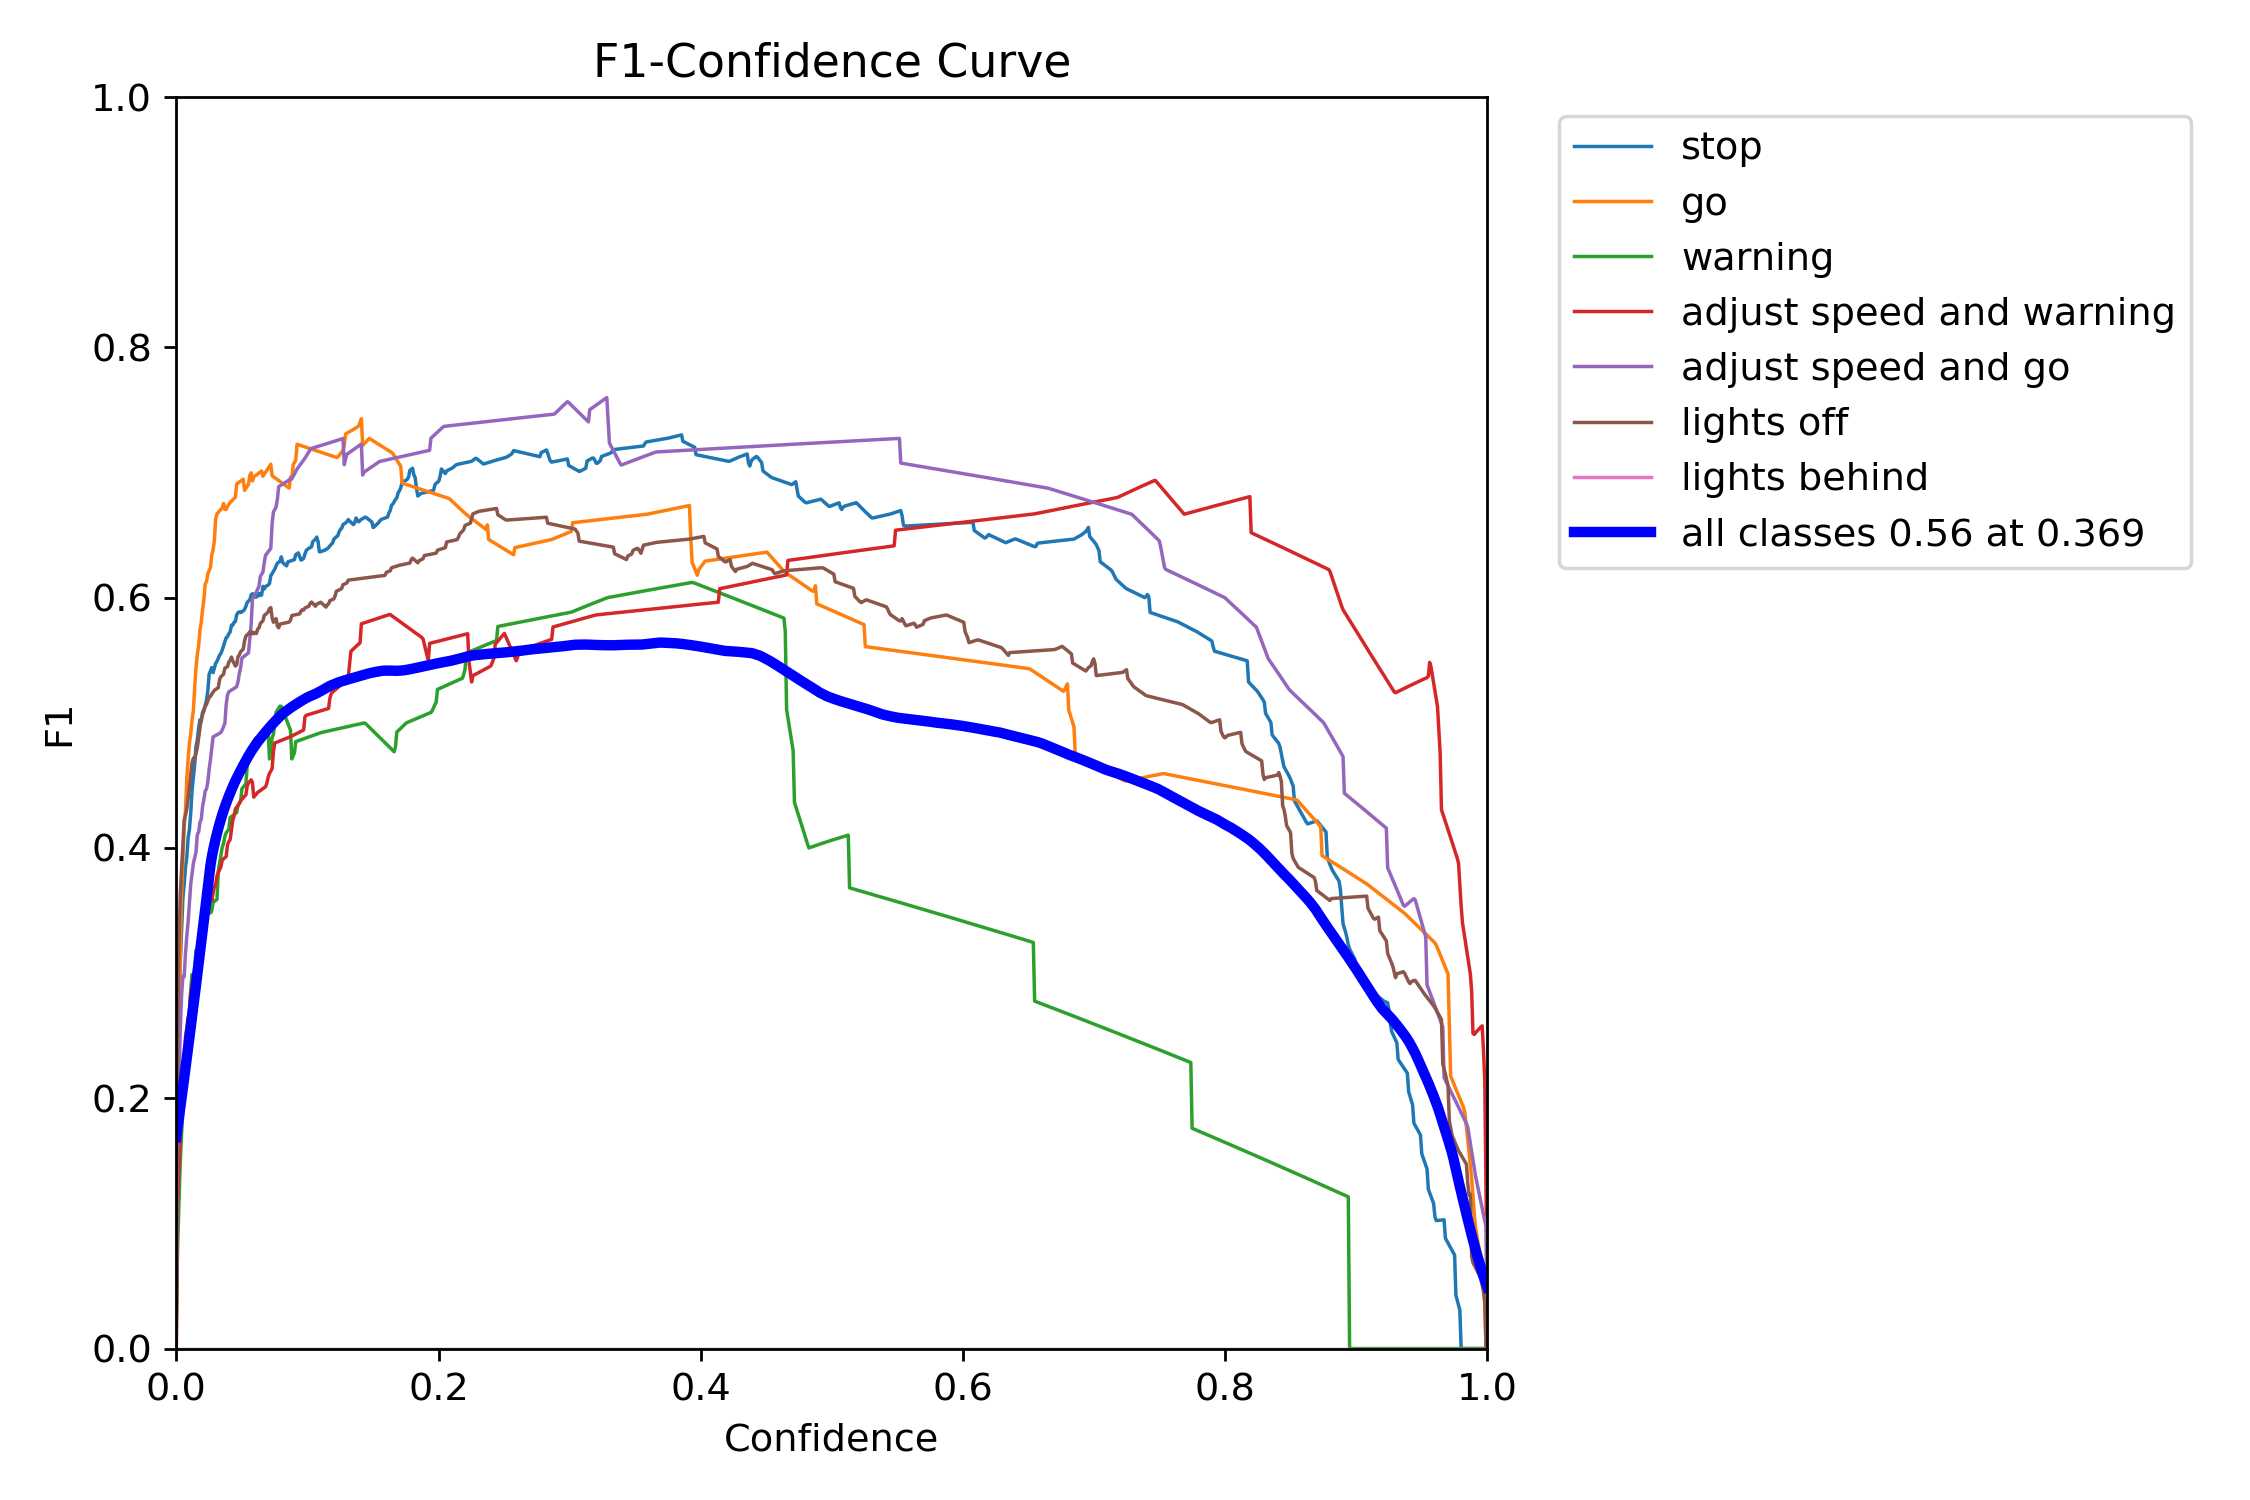 F1-Confidence Curve
1.0
0.8
0.6
0.4
0.2
0.0
F1
0.0 0.2 0.4 0.6 0.8 1.0
Confidence
stop
go
warning
adjust speed and warning
adjust speed and go
lights off
lights behind
all classes 0.56 at 0.369